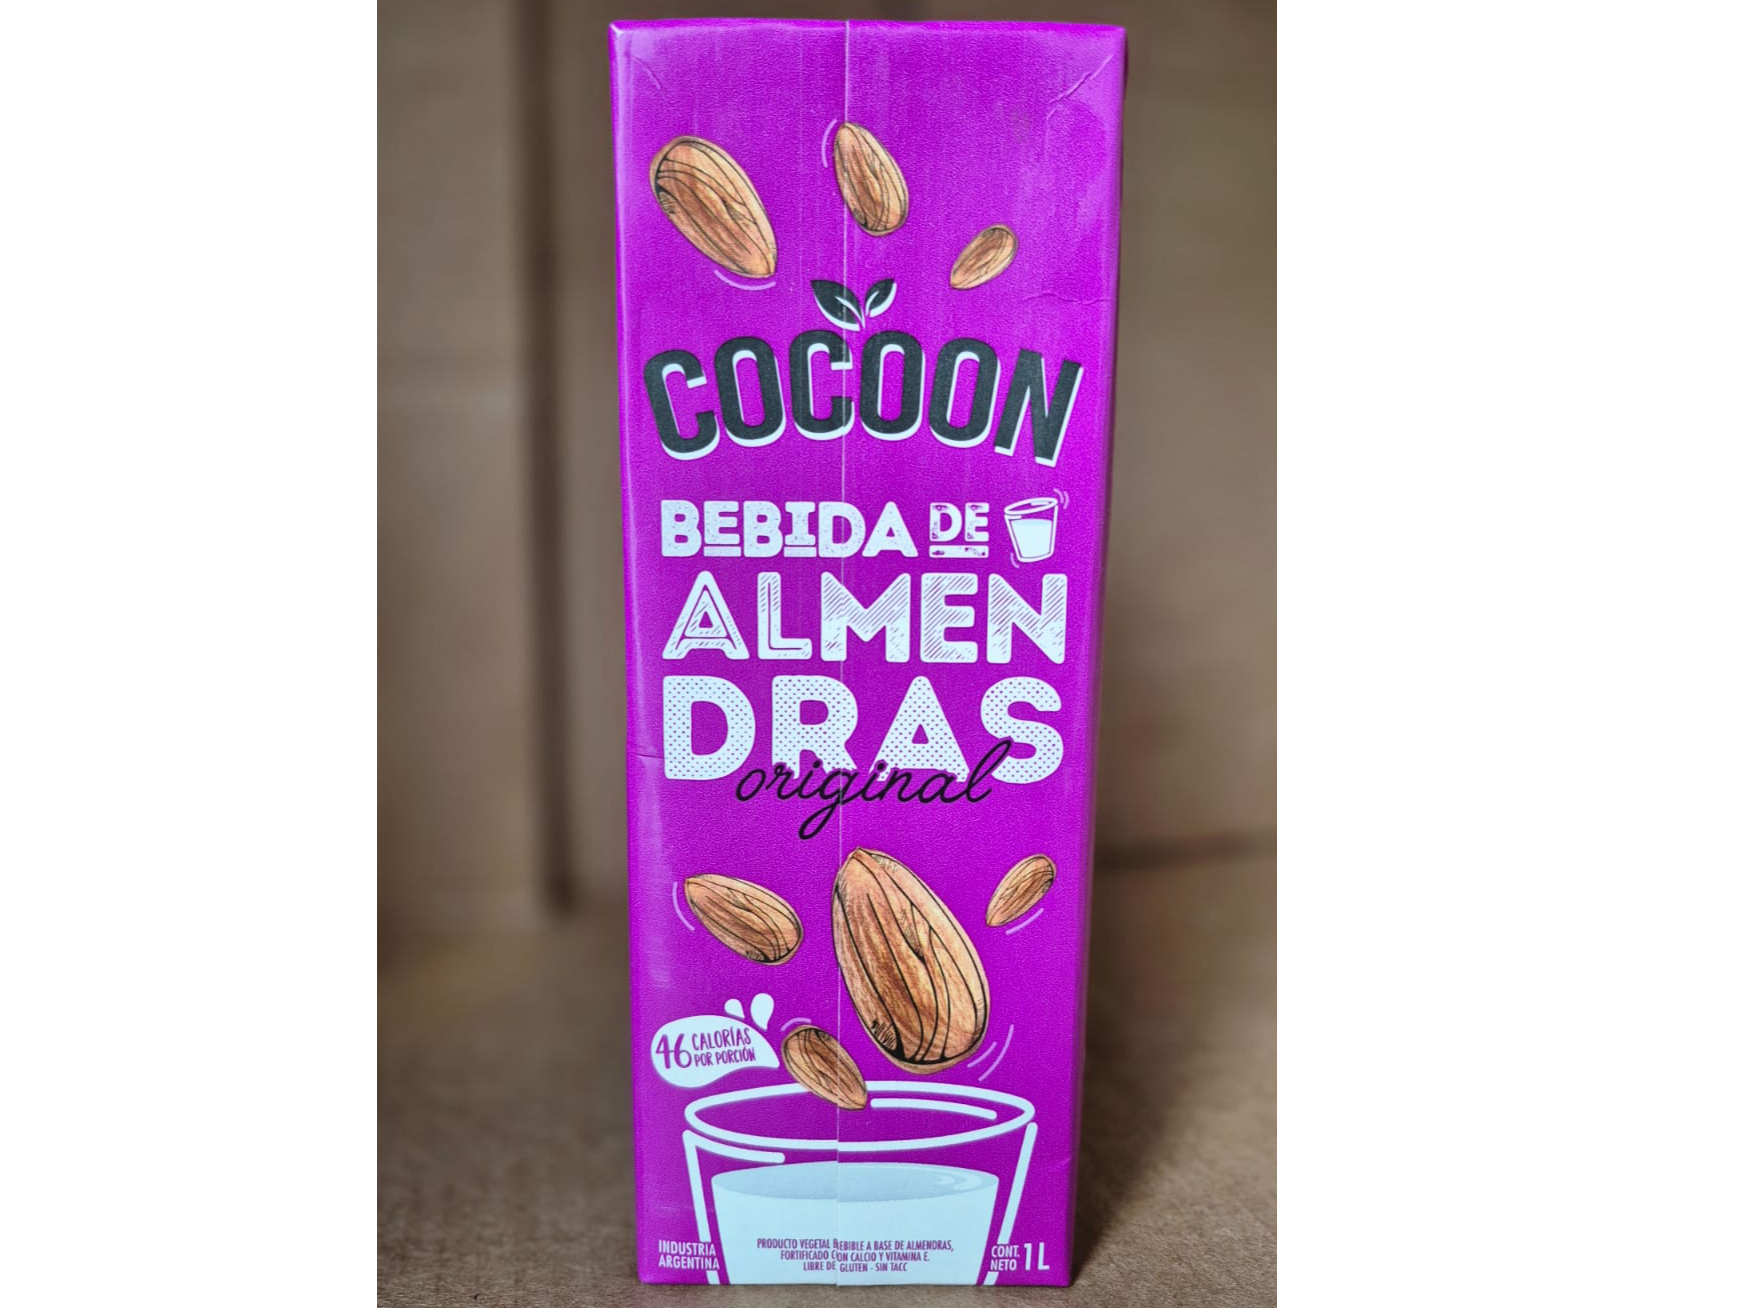 COCOON
BEBIDA DE
ALMEN
DRAS
original
46 CALORÍAS
POR PORCIÓN
PRODUCTO VEGETAL BEBIBLE A BASE DE ALMENDRAS,
FORTIFICADO CON CALCIO Y VITAMINA E.
LIBRE DE GLUTEN - SIN TACC
INDUSTRIA
ARGENTINA
CONT.
NETO 1 L